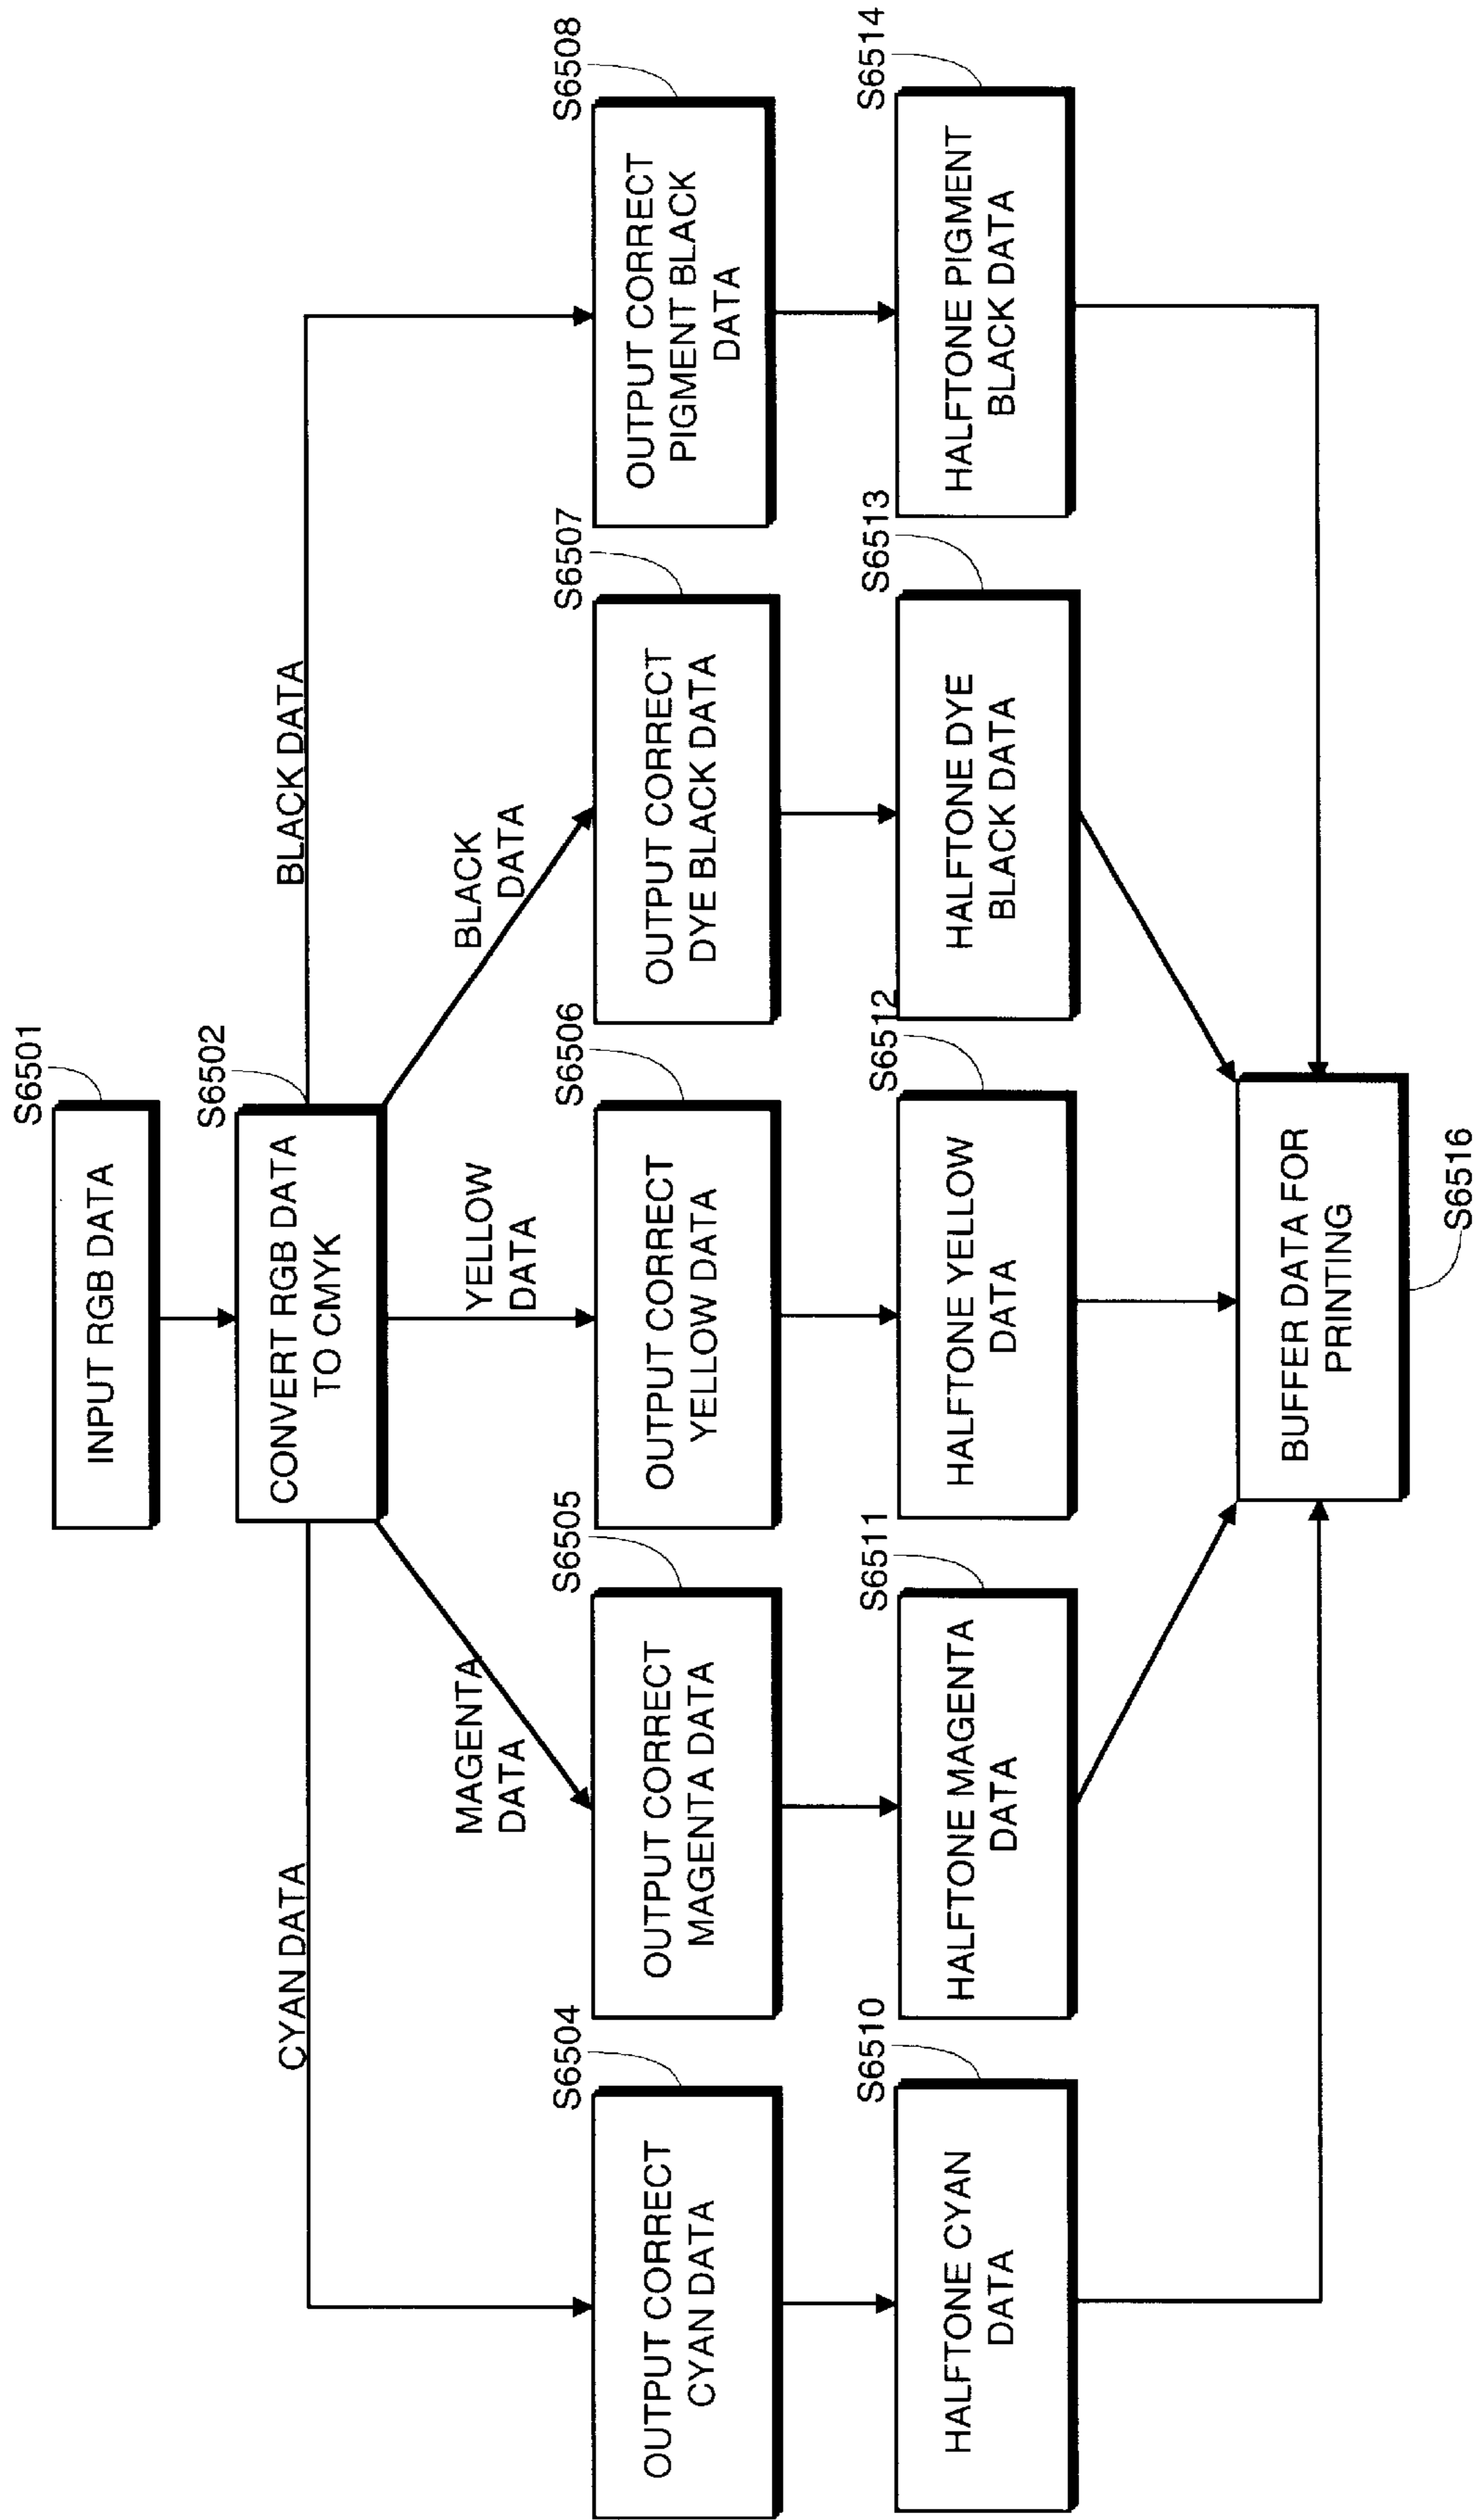 S6501
INPUT RGB DATA
S6502
CONVERT RGB DATA
TO CMYK
CYAN DATA
MAGENTA
DATA
YELLOW
DATA
BLACK
DATA
BLACK DATA
S6504
OUTPUT CORRECT
CYAN DATA
S6505
OUTPUT CORRECT
MAGENTA DATA
S6506
OUTPUT CORRECT
YELLOW DATA
S6507
OUTPUT CORRECT
DYE BLACK DATA
S6508
OUTPUT CORRECT
PIGMENT BLACK
DATA
S6510
HALFTONE CYAN
DATA
S6511
HALFTONE MAGENTA
DATA
S6512
HALFTONE YELLOW
DATA
S6513
HALFTONE DYE
BLACK DATA
S6514
HALFTONE PIGMENT
BLACK DATA
BUFFER DATA FOR
PRINTING
S6516